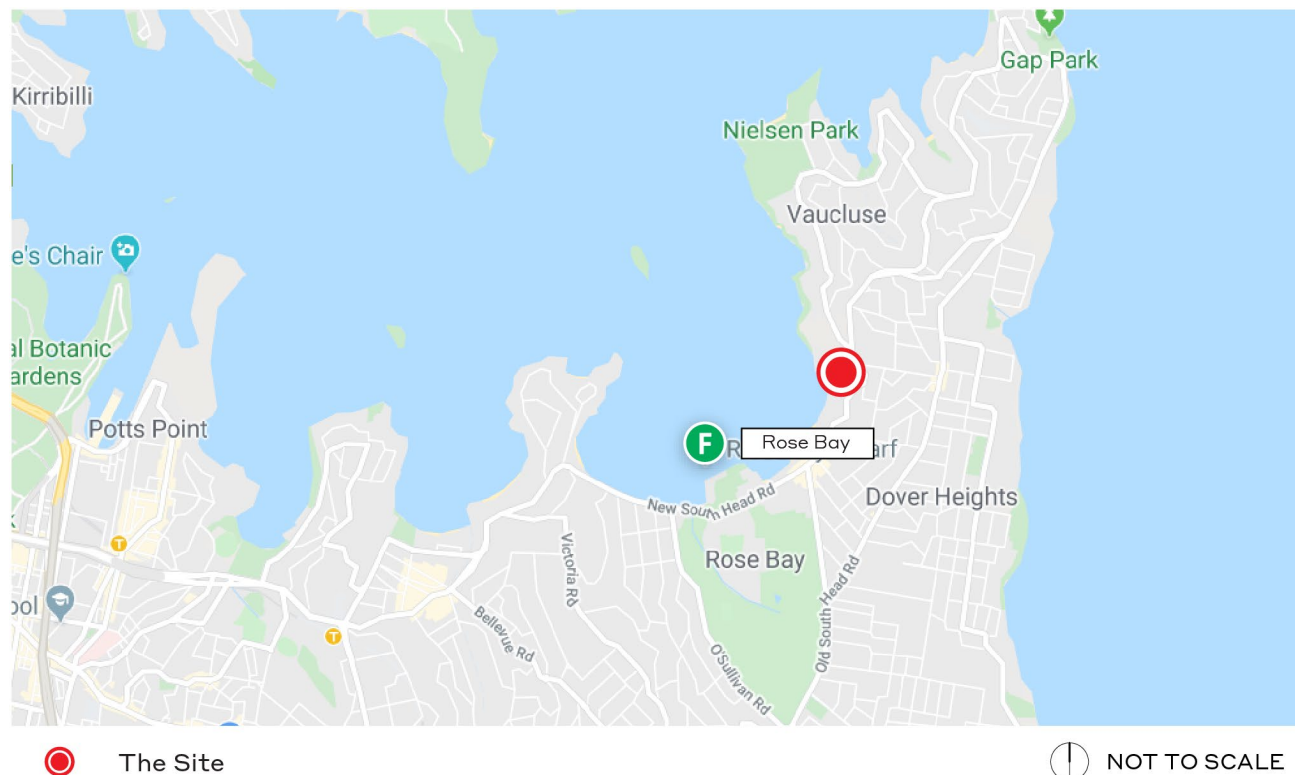 Gap Park
Kirribilli
Nielsen Park
Vaucluse
e's Chair
al Botanic
ardens
Potts Point
F
R
Rose Bay
arf
Dover Heights
New South Head Rd
Rose Bay
Victoria Rd
Old South Head Rd
T
ool
Bellevue Rd
T
O'Sullivan Rd
The Site
NOT TO SCALE